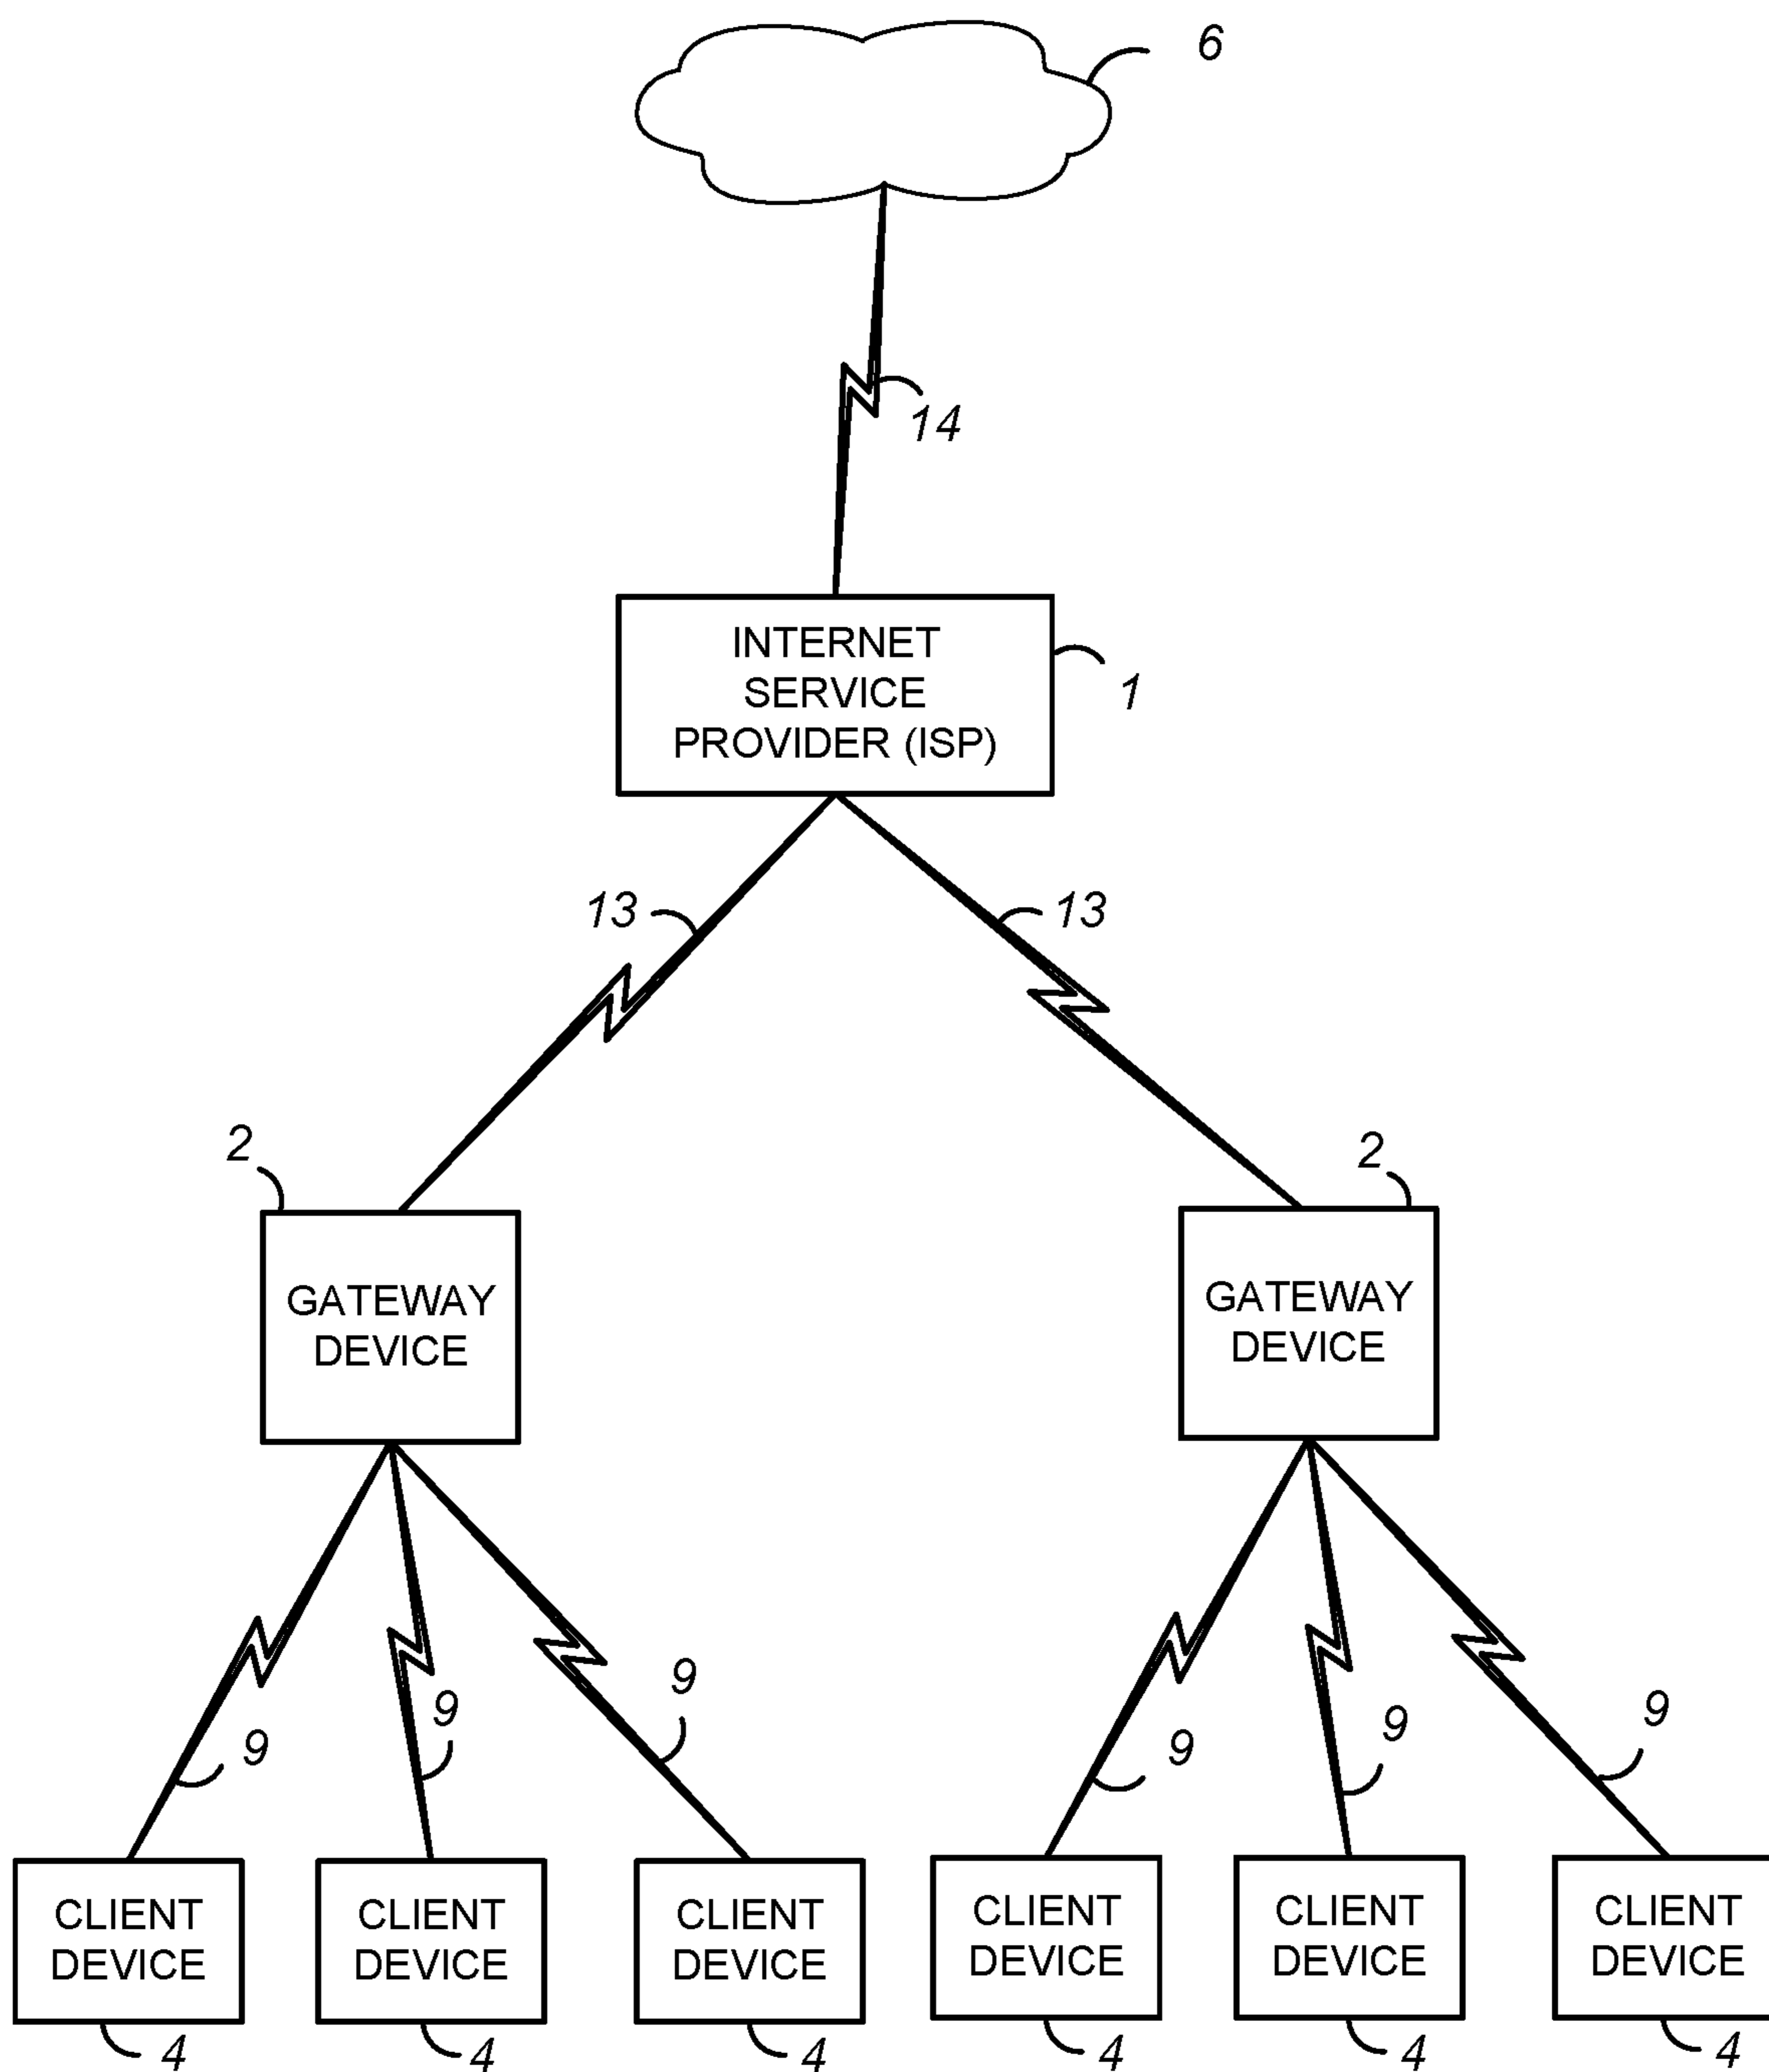 6
14
INTERNET
SERVICE
PROVIDER (ISP)
1
13
13
2
2
GATEWAY
DEVICE
GATEWAY
DEVICE
9
9
9
9
9
9
CLIENT
DEVICE
CLIENT
DEVICE
CLIENT
DEVICE
CLIENT
DEVICE
CLIENT
DEVICE
CLIENT
DEVICE
4
4
4
4
4
4